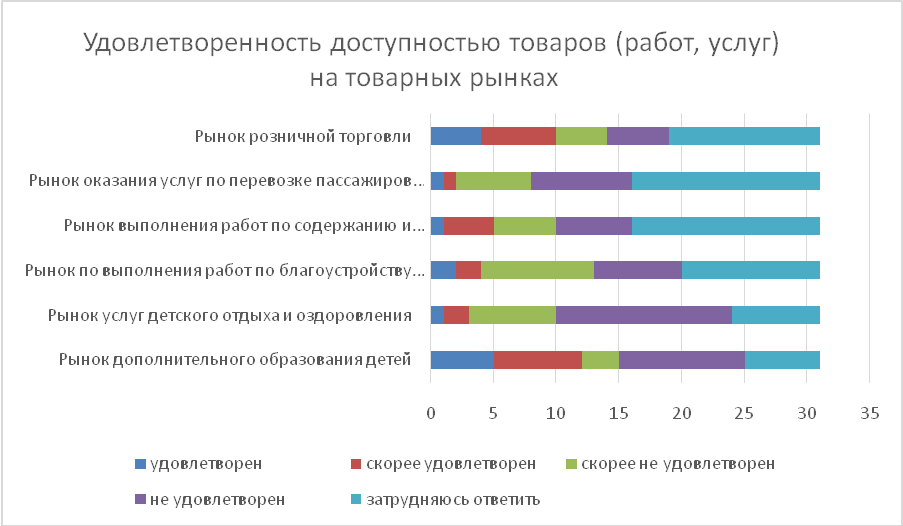 Удовлетворенность доступностью товаров (работ, услуг)
на товарных рынках
Рынок розничной торговли
Рынок оказания услуг по перевозке пассажиров...
Рынок выполнения работ по содержанию и...
Рынок по выполнения работ по благоустройству...
Рынок услуг детского отдыха и оздоровления
Рынок дополнительного образования детей
0 5 10 15 20 25 30 35
удовлетворен скорее удовлетворен скорее не удовлетворен
не удовлетворен затрудняюсь ответить